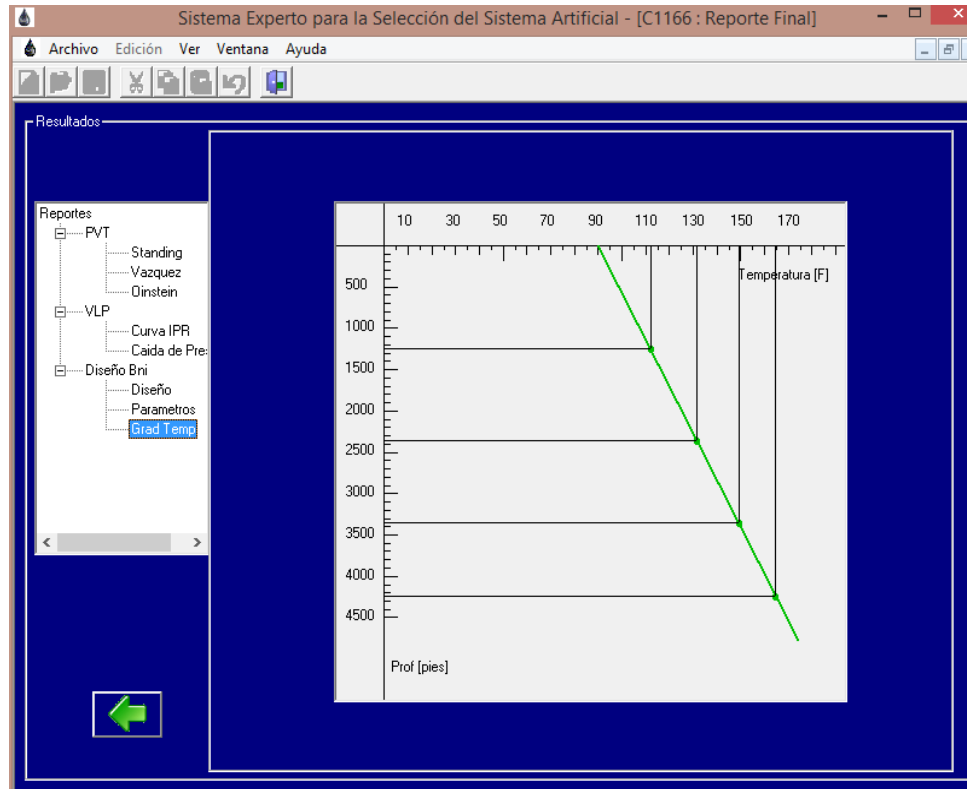 Sistema Experto para la Selección del Sistema Artificial - [C1166 : Reporte Final]
Archivo Edición Ver Ventana Ayuda
Resultados
Reportes
PVT
Standing
Vazquez
Oinstein
VLP
Curva IPR
Caida de Pre
Diseño Bni
Diseño
Parametros
Grad Temp
10 30 50 70 90 110 130 150 170
Temperatura [F]
500
1000
1500
2000
2500
3000
3500
4000
4500
Prof [pies]